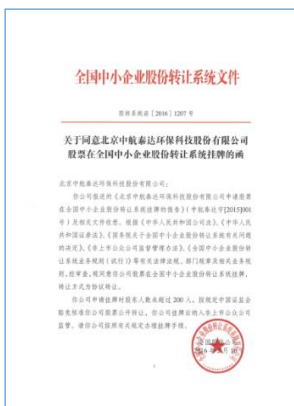 全国中小企业股份转让系统文件
股转系统函〔2016〕1207号
关于同意北京中航泰达环保科技股份有限公司
股票在全国中小企业股份转让系统挂牌的函
北京中航泰达环保科技股份有限公司：
你公司报送的《北京中航泰达环保科技股份有限公司申请股票
在全国中小企业股份转让系统挂牌的报告》（中航泰达字[2015]001
号）及相关文件收悉。根据《中华人民共和国公司法》、《中华人民
共和国证券法》、《国务院关于全国中小企业股份转让系统有关问题
的决定》、《非上市公众公司监督管理办法》、《全国中小企业股份转
让系统业务规则（试行）》等有关法律法规、部门规章及相关业务规
则，经审查，现同意你公司股票在全国中小企业股份转让系统挂牌，
转让方式为协议转让。
你公司申请挂牌时股东人数未超过 200 人，按规定中国证监会
豁免核准你公司股票公开转让，你公司挂牌后纳入非上市公众公司
监管。请你公司按照有关规定办理挂牌手续。